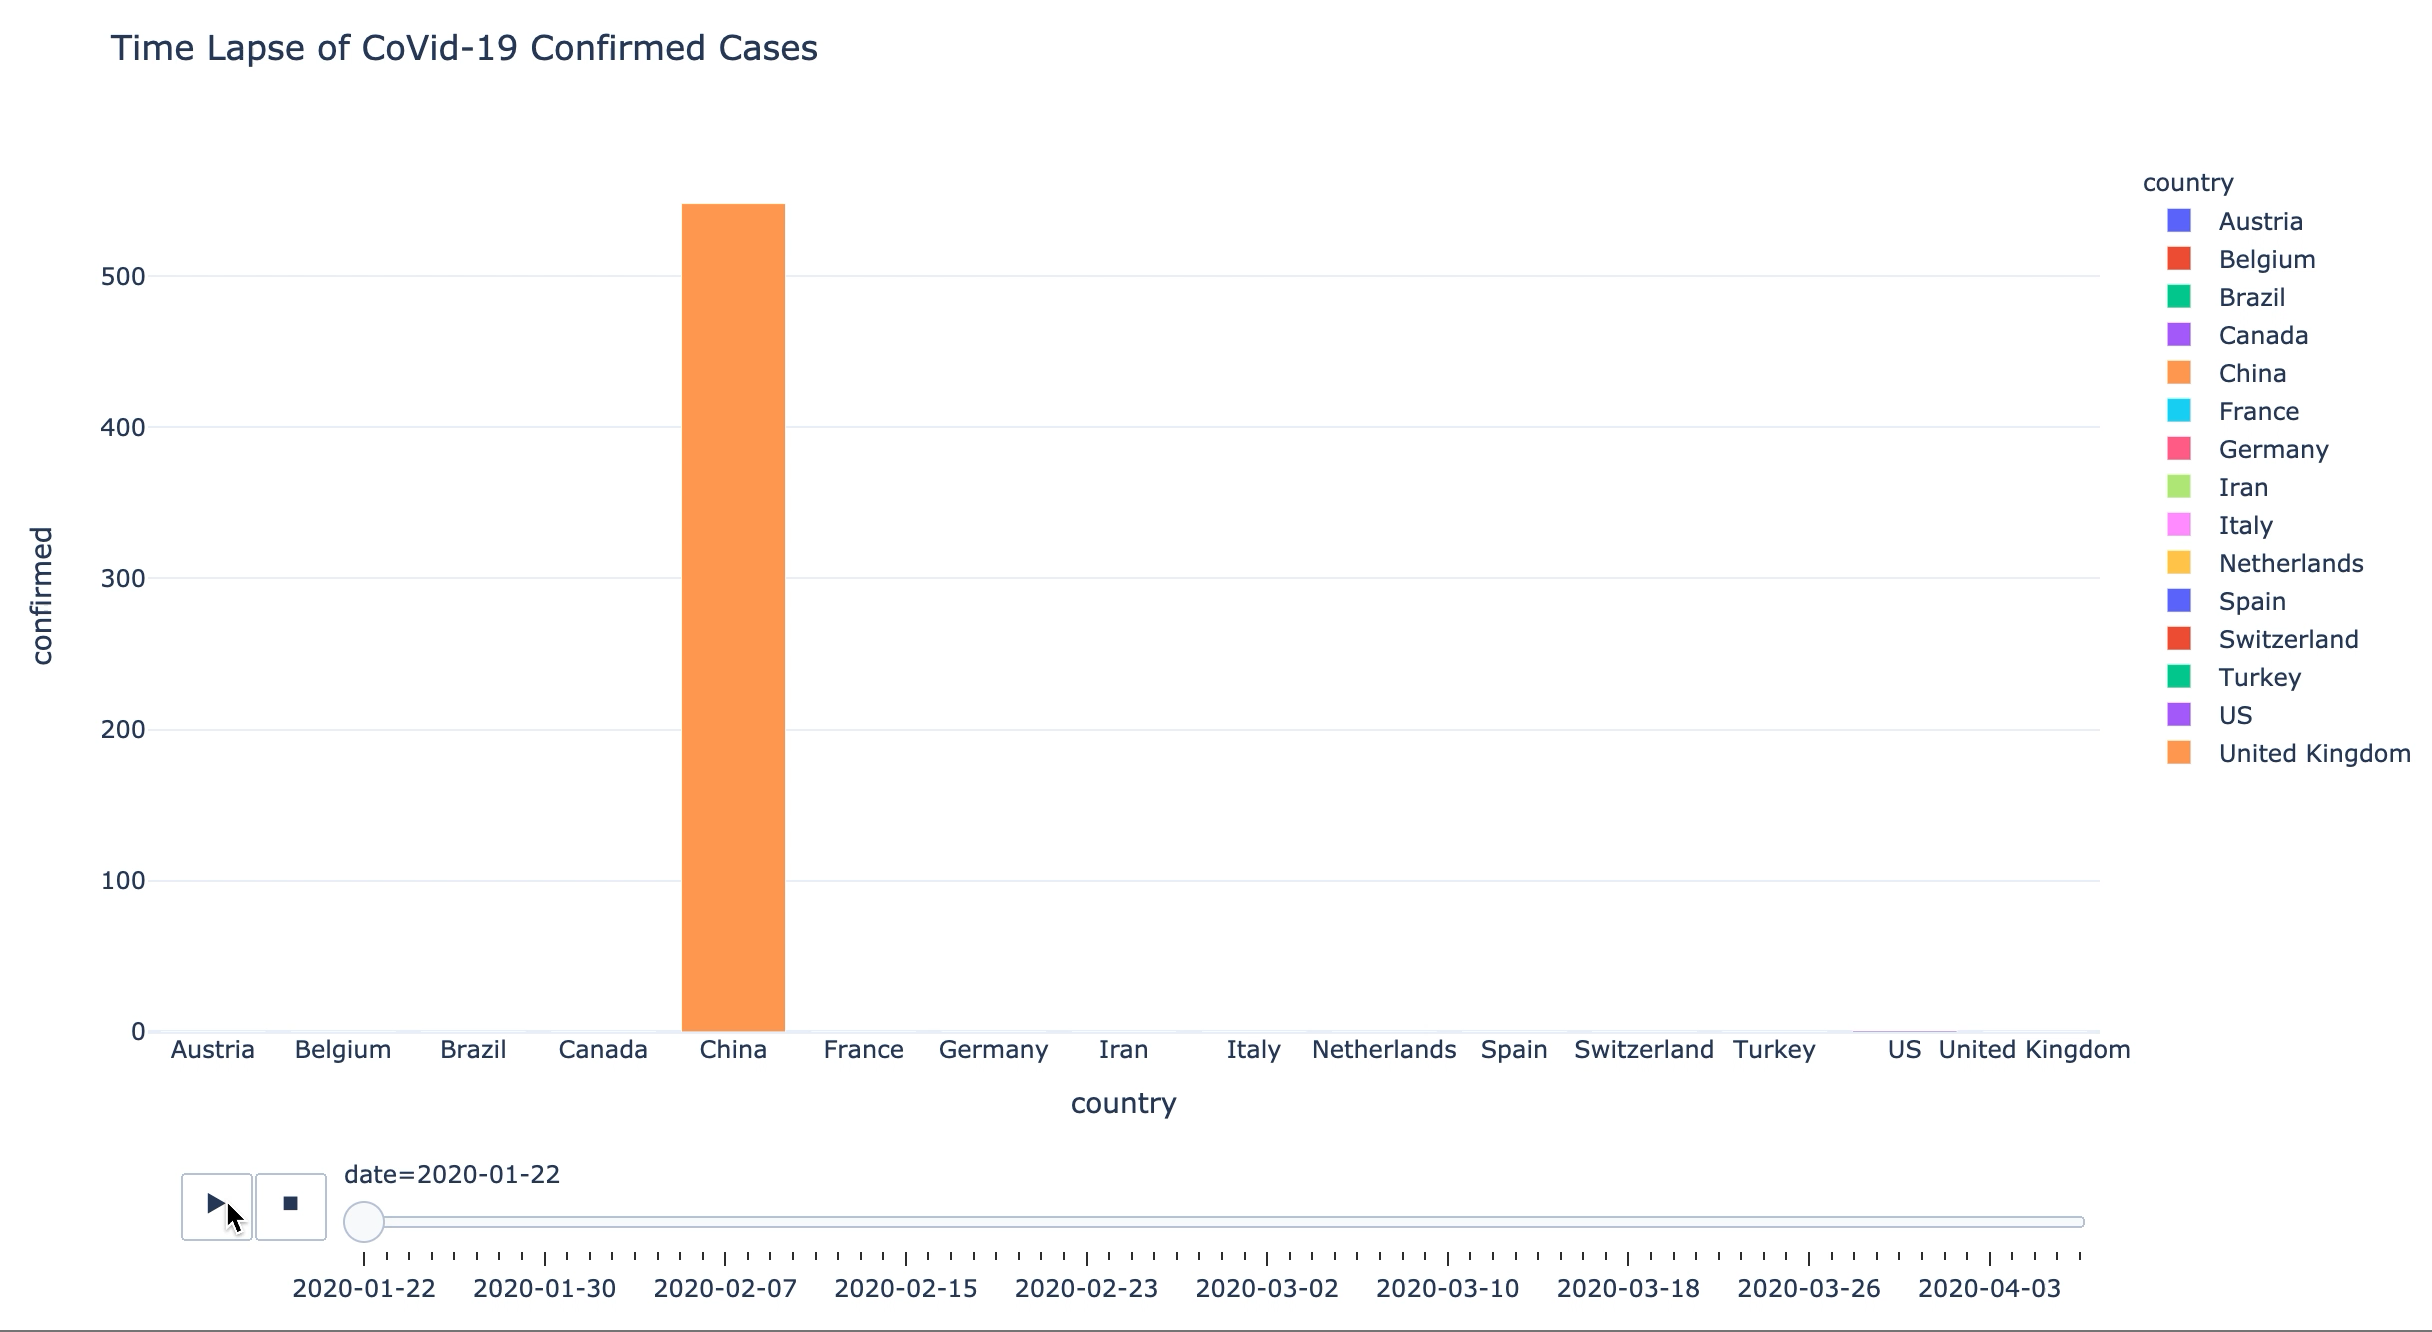 Time Lapse of CoVid-19 Confirmed Cases
country
Austria
Belgium
Brazil
Canada
China
France
Germany
Iran
Italy
Netherlands
Spain
Switzerland
Turkey
US
United Kingdom
confirmed
500
400
300
200
100
0
Austria Belgium Brazil Canada China France Germany Iran Italy Netherlands Spain Switzerland Turkey US United Kingdom
country
date=2020-01-22
2020-01-22 2020-01-30 2020-02-07 2020-02-15 2020-02-23 2020-03-02 2020-03-10 2020-03-18 2020-03-26 2020-04-03